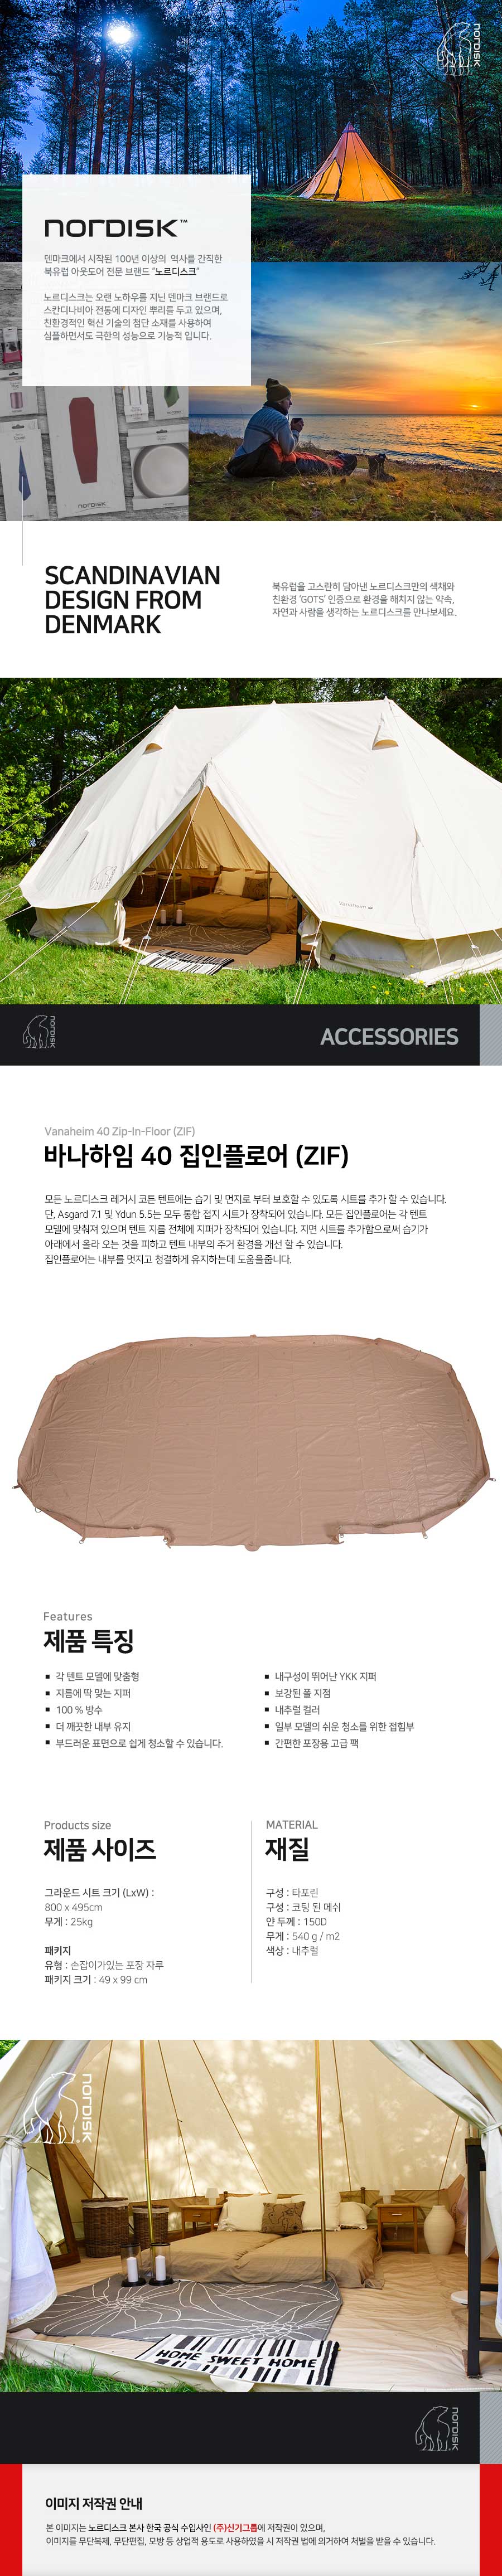 NORDISK
NORDISK™
덴마크에서 시작된 100년 이상의 역사를 간직한
북유럽 아웃도어 전문 브랜드 "노르디스크"
노르디스크는 오랜 노하우를 지닌 덴마크 브랜드로
스칸디나비아 전통에 디자인 뿌리를 두고 있으며,
친환경적인 혁신 기술의 첨단 소재를 사용하여
심플하면서도 극한의 성능으로 기능적 입니다.
NORDISK
SCANDINAVIAN
DESIGN FROM
DENMARK
북유럽을 고스란히 담아낸 노르디스크만의 색채와
친환경 'GOTS' 인증으로 환경을 해치지 않는 약속,
자연과 사람을 생각하는 노르디스크를 만나보세요.
NORDISK
ACCESSORIES
Vanaheim 40 Zip-In-Floor (ZIF)
바나하임 40 집인플로어 (ZIF)
모든 노르디스크 레거시 코튼 텐트에는 습기 및 먼지로 부터 보호할 수 있도록 시트를 추가 할 수 있습니다.
단, Asgard 7.1 및 Ydun 5.5는 모두 통합 접지 시트가 장착되어 있습니다. 모든 집인플로어는 각 텐트
모델에 맞춰져 있으며 텐트 지름 전체에 지퍼가 장착되어 있습니다. 지면 시트를 추가함으로써 습기가
아래에서 올라 오는 것을 피하고 텐트 내부의 주거 환경을 개선 할 수 있습니다.
집인플로어는 내부를 멋지고 청결하게 유지하는데 도움을줍니다.
Features
제품 특징
■ 각 텐트 모델에 맞춤형
■ 지름에 딱 맞는 지퍼
■ 100 % 방수
■ 더 깨끗한 내부 유지
■ 부드러운 표면으로 쉽게 청소할 수 있습니다.
■ 내구성이 뛰어난 YKK 지퍼
■ 보강된 폴 지점
■ 내추럴 컬러
■ 일부 모델의 쉬운 청소를 위한 접힘부
■ 간편한 포장용 고급 팩
Products size
제품 사이즈
그라운드 시트 크기 (LxW) :
800 x 495cm
무게 : 25kg
패키지
유형 : 손잡이가있는 포장 자루
패키지 크기 : 49 x 99 cm
MATERIAL
재질
구성 : 타포린
구성 : 코팅 된 메쉬
얀 두께 : 150D
무게 : 540 g / m2
색상 : 내추럴
NORDISK
HOME SWEET HOME
NORDISK
이미지 저작권 안내
본 이미지는 노르디스크 본사 한국 공식 수입사인 (주)신기그룹에 저작권이 있으며,
이미지를 무단복제, 무단편집, 모방 등 상업적 용도로 사용하였을 시 저작권 법에 의거하여 처벌을 받을 수 있습니다.